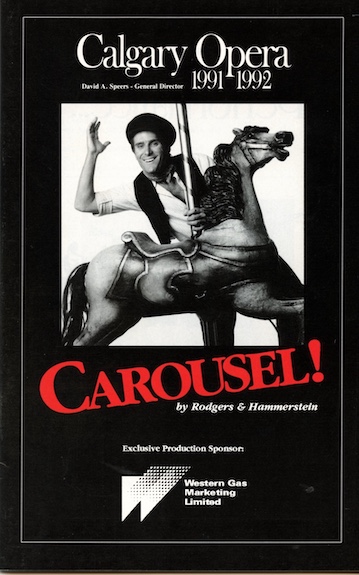 Calgary Opera
David A. Speers - General Director 1991-1992
CAROUSEL!
by Rodgers & Hammerstein
Exclusive Production Sponsor:
Western Gas
Marketing
Limited